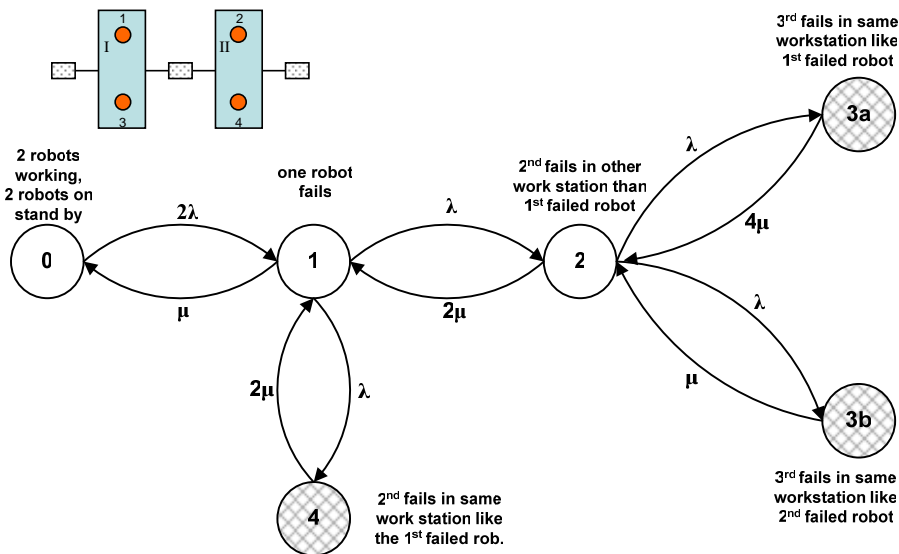 1
2
I
II
3
4
2 robots
working,
2 robots on
stand by
one robot
fails
2nd fails in other
work station than
1st failed robot
3rd fails in same
workstation like
1st failed robot
3a
0
2λ
μ
1
λ
2μ
2
λ
4μ
λ
μ
3b
3rd fails in same
workstation like
2nd failed robot
2μ
λ
4
2nd fails in same
work station like
the 1st failed rob.